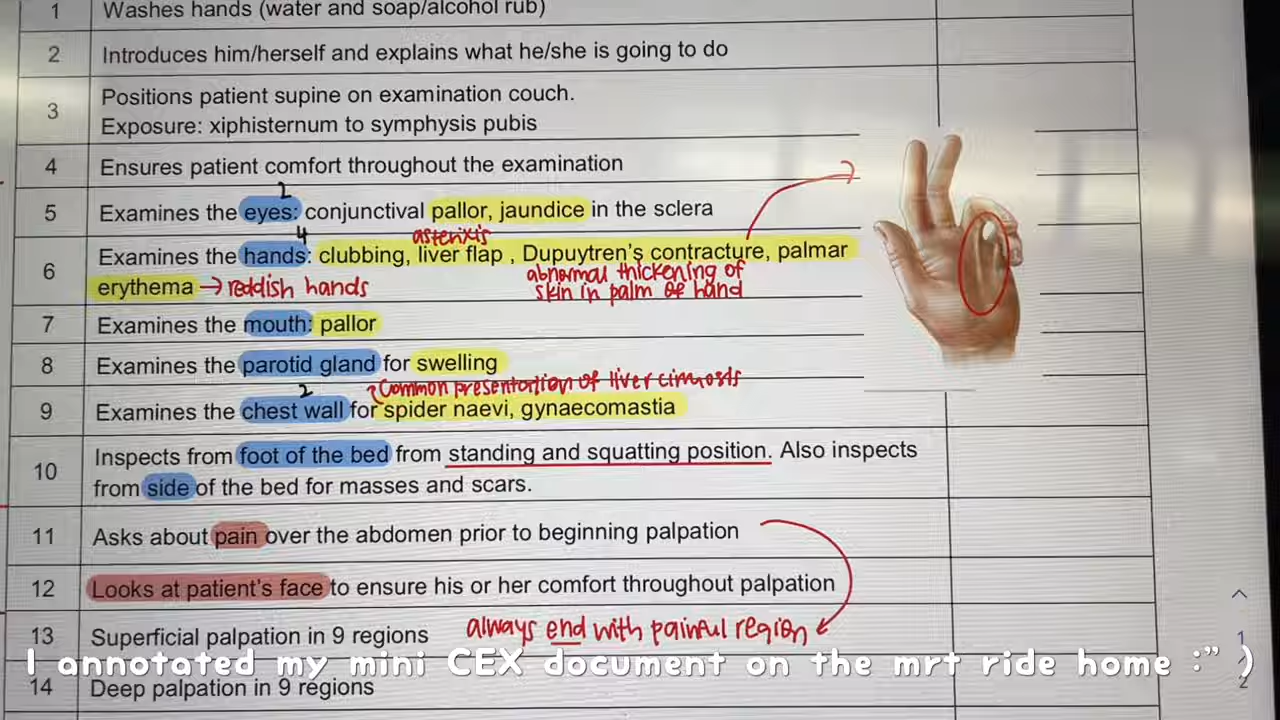 1 Washes hands (water and soap/alcohol rub)
2 Introduces him/herself and explains what he/she is going to do
3 Positions patient supine on examination couch.
Exposure: xiphisternum to symphysis pubis
4 Ensures patient comfort throughout the examination
2
5 Examines the eyes: conjunctival pallor, jaundice in the sclera
4 asterixis
6 Examines the hands: clubbing, liver flap , Dupuytren's contracture, palmar
erythema → reddish hands
abnormal thickening of
skin in palm of hand
7 Examines the mouth: pallor
8 Examines the parotid gland for swelling
2 common presentation of liver cirrhosis
9 Examines the chest wall for spider naevi, gynaecomastia
10 Inspects from foot of the bed from standing and squatting position. Also inspects
from side of the bed for masses and scars.
11 Asks about pain over the abdomen prior to beginning palpation
12 Looks at patient's face to ensure his or her comfort throughout palpation
13 Superficial palpation in 9 regions always end with painful region
I annotated my mini CEX document on the mrt ride home :")
14 Deep palpation in 9 regions
1
2